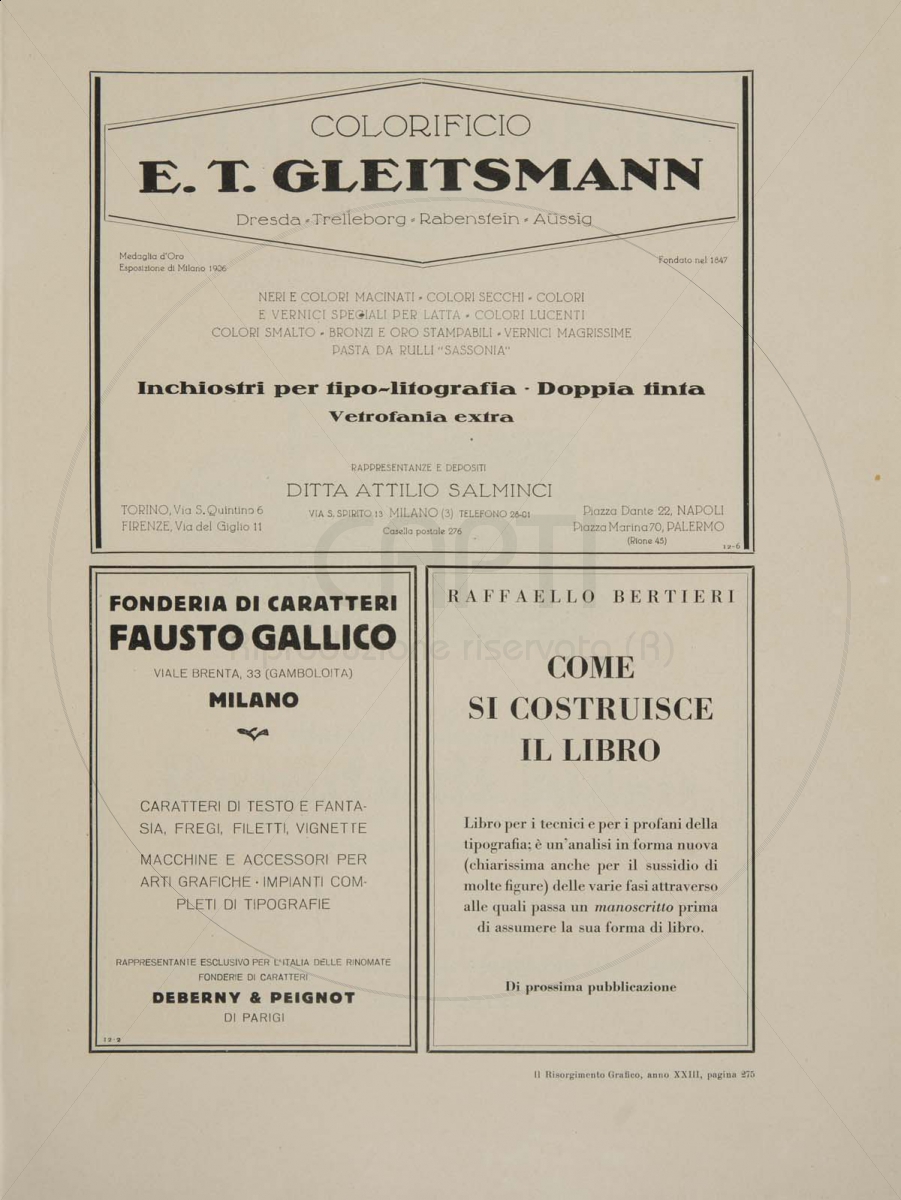 COLORIFICIO
E. T. GLEITSMANN
Dresda - Trelleborg - Rabenstein - Aüssig
Medaglia d'Oro
Esposizione di Milano 1906
Fondato nel 1847
NERI E COLORI MACINATI - COLORI SECCHI - COLORI
E VERNICI SPECIALI PER LATTA - COLORI LUCENTI
COLORI SMALTO - BRONZI E ORO STAMPABILI - VERNICI MAGRISSIME
PASTA DA RULLI "SASSONIA"
Inchiostri per tipo-litografia · Doppia tinta
Vetrofania extra
RAPPRESENTANZE E DEPOSITI
DITTA ATTILIO SALMINCI
TORINO, Via S. Quintino 6
FIRENZE, Via del Giglio 11
VIA S. SPIRITO 15 MILANO (3) TELEFONO 26-01
Casella postale 276
Piazza Dante 22, NAPOLI
Piazza Marina 70, PALERMO
(Rione 45)
12-6
FONDERIA DI CARATTERI
FAUSTO GALLICO
VIALE BRENTA, 33 (GAMBOLOITA)
MILANO
CARATTERI DI TESTO E FANTA-
SIA, FREGI, FILETTI, VIGNETTE
MACCHINE E ACCESSORI PER
ARTI GRAFICHE · IMPIANTI COM-
PLETI DI TIPOGRAFIE
RAPPRESENTANTE ESCLUSIVO PER L'ITALIA DELLE RINOMATE
FONDERIE DI CARATTERI
DEBERNY & PEIGNOT
DI PARIGI
12-2
RAFFAELLO BERTIERI
COME
SI COSTRUISCE
IL LIBRO
Libro per i tecnici e per i profani della
tipografia; è un'analisi in forma nuova
(chiarissima anche per il sussidio di
molte figure) delle varie fasi attraverso
alle quali passa un manoscritto prima
di assumere la sua forma di libro.
Di prossima pubblicazione
Il Risorgimento Grafico, anno XXIII, pagina 275
CNPTI
Riproduzione riservata (R)